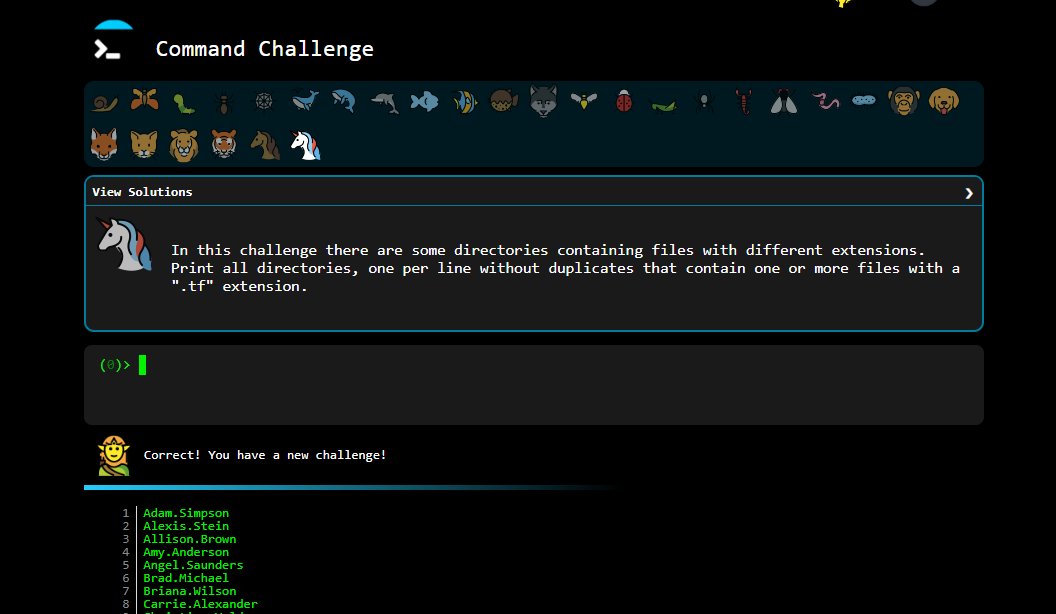 Command Challenge
View Solutions
In this challenge there are some directories containing files with different extensions.
Print all directories, one per line without duplicates that contain one or more files with a
".tf" extension.
(0)>
Correct! You have a new challenge!
1 Adam.Simpson
2 Alexis.Stein
3 Allison.Brown
4 Amy.Anderson
5 Angel.Saunders
6 Brad.Michael
7 Briana.Wilson
8 Carrie.Alexander